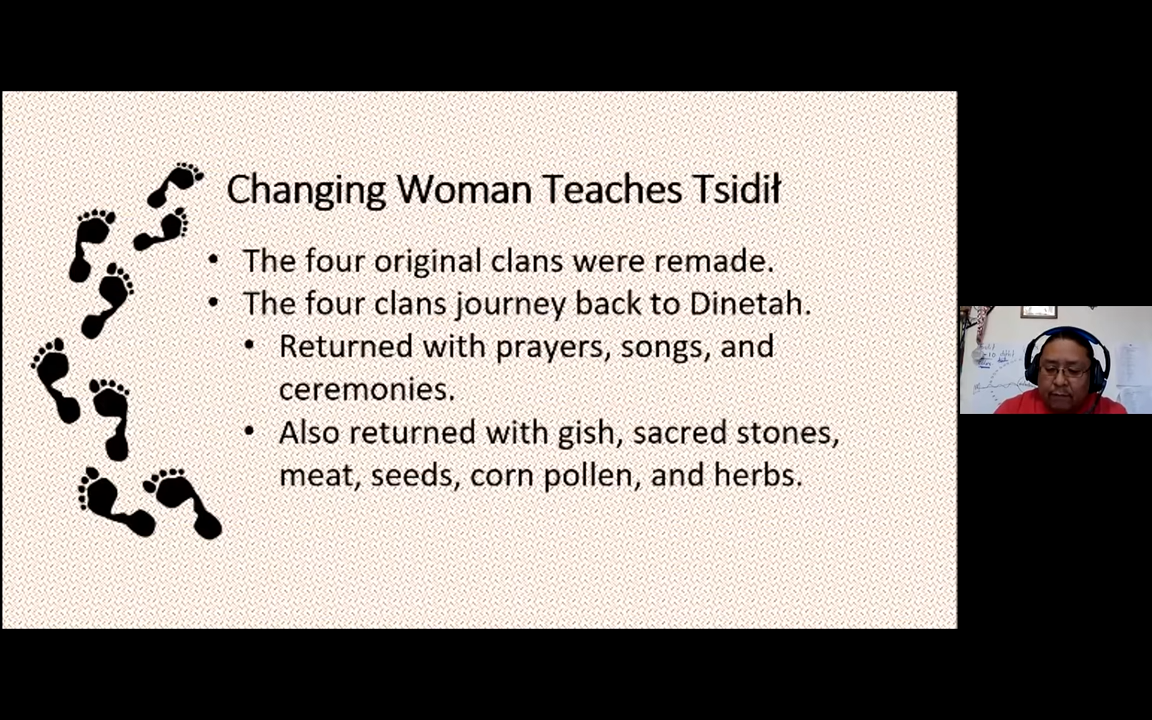 Changing Woman Teaches Tsidił
• The four original clans were remade.
• The four clans journey back to Dinetah.
• Returned with prayers, songs, and
ceremonies.
• Also returned with gish, sacred stones,
meat, seeds, corn pollen, and herbs.